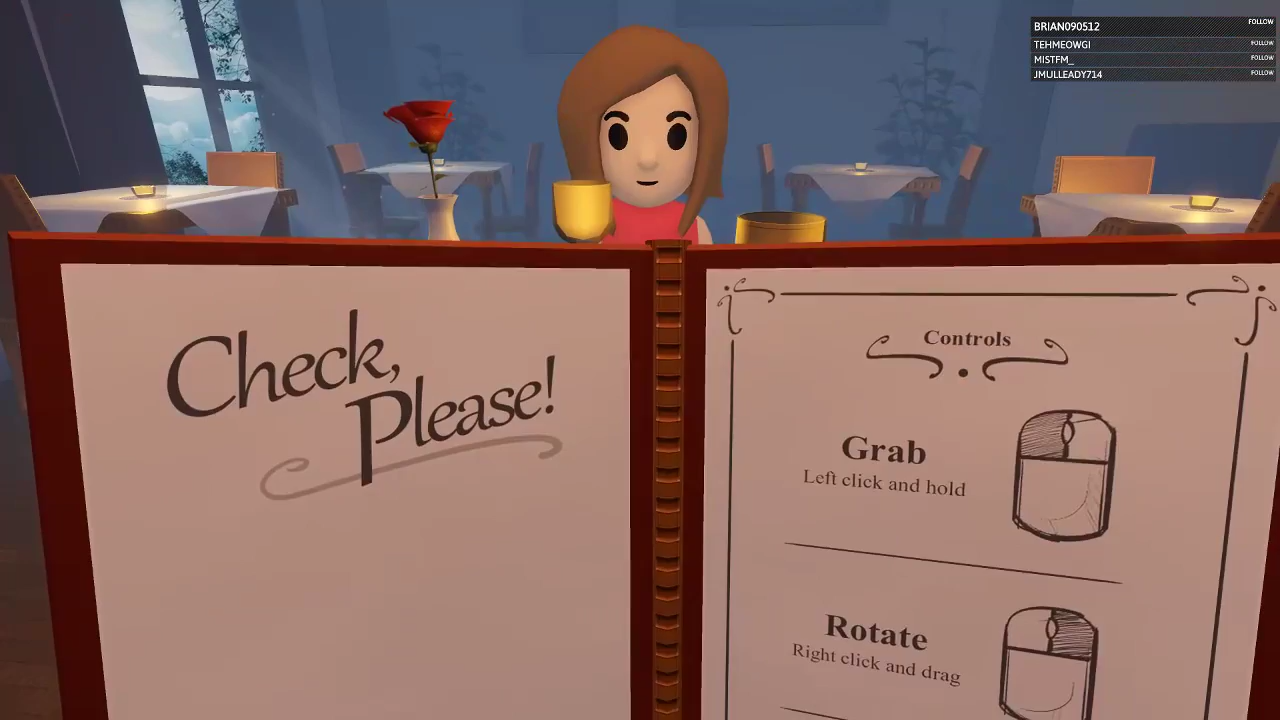 BRIAN090512 FOLLOW
TEHMEOWGI FOLLOW
MISTFM_ FOLLOW
JMULLEADY714 FOLLOW
Check,
Please!
Controls
Grab
Left click and hold
Rotate
Right click and drag